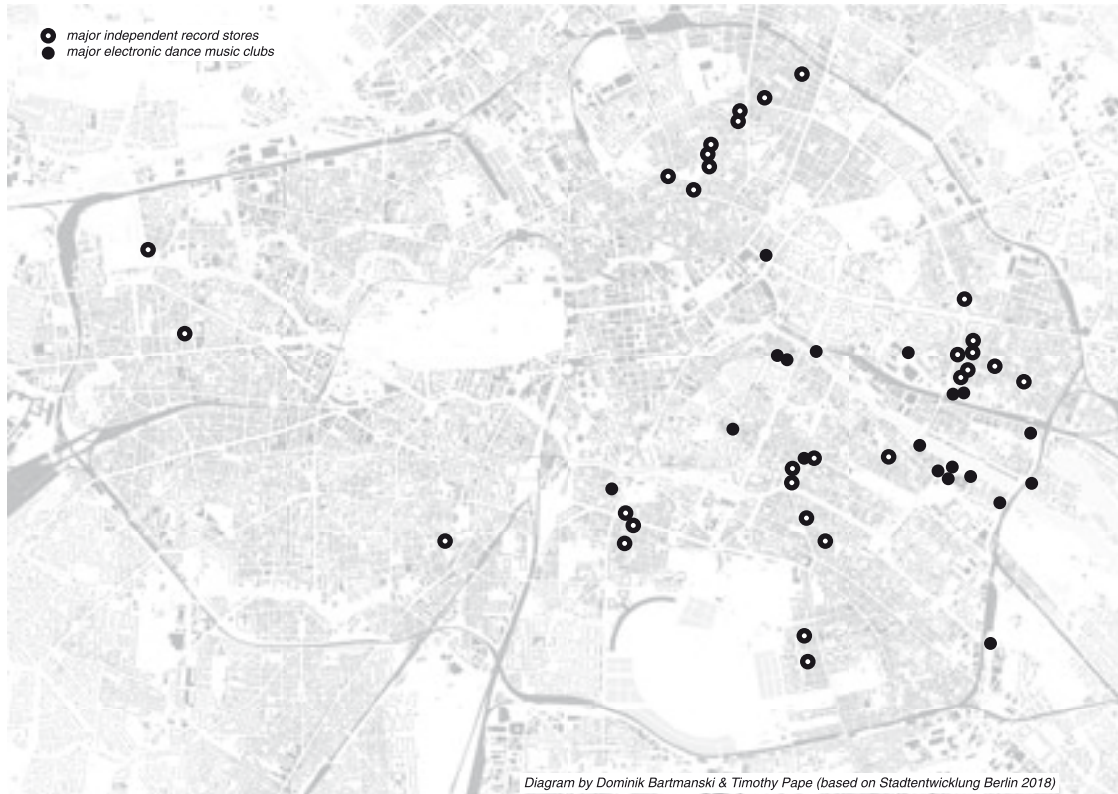 major independent record stores
major electronic dance music clubs
Diagram by Dominik Bartmanski & Timothy Pape (based on Stadtentwicklung Berlin 2018)